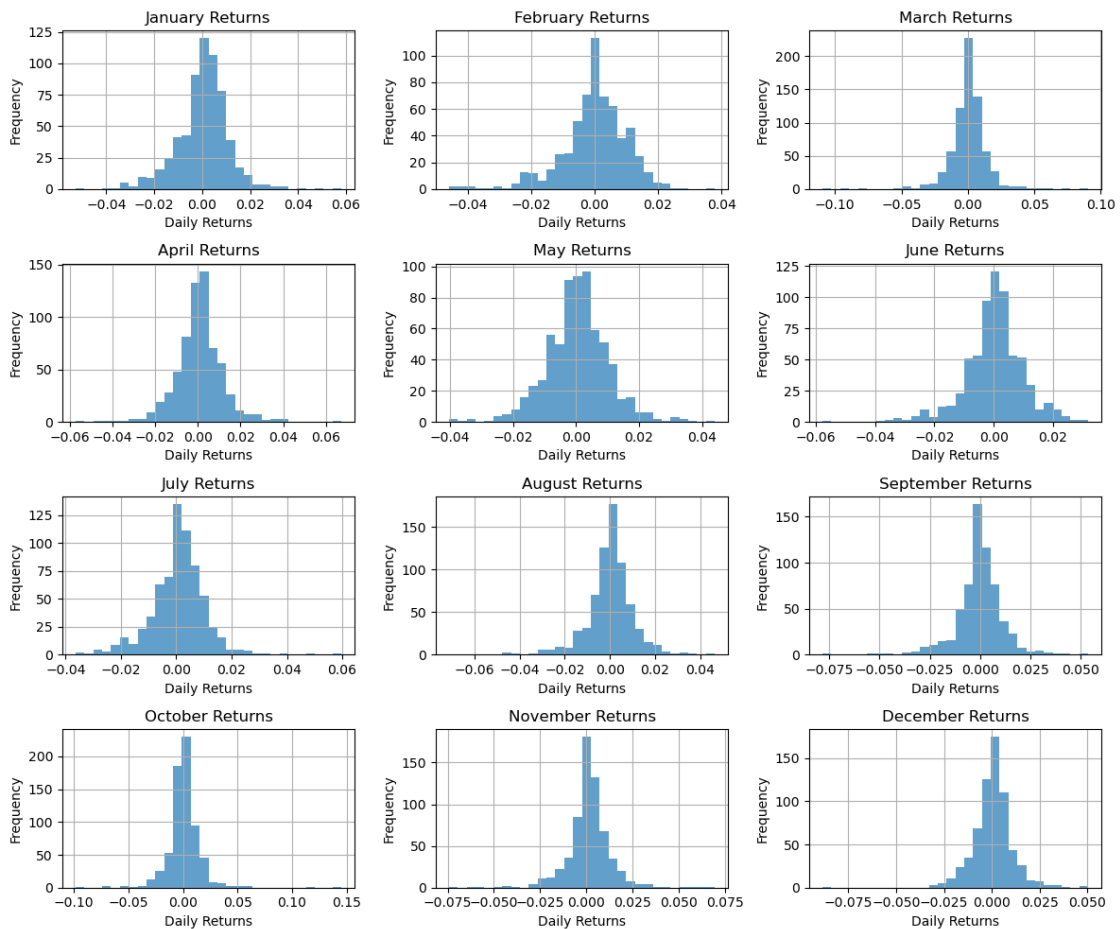 January Returns
125
100
75
50
25
0
Frequency
−0.04 −0.02 0.00 0.02 0.04 0.06
Daily Returns
February Returns
100
80
60
40
20
0
Frequency
−0.04 −0.02 0.00 0.02 0.04
Daily Returns
March Returns
200
150
100
50
0
Frequency
−0.10 −0.05 0.00 0.05 0.10
Daily Returns
April Returns
150
100
50
0
Frequency
−0.06 −0.04 −0.02 0.00 0.02 0.04 0.06
Daily Returns
May Returns
100
80
60
40
20
0
Frequency
−0.04 −0.02 0.00 0.02 0.04
Daily Returns
June Returns
125
100
75
50
25
0
Frequency
−0.06 −0.04 −0.02 0.00 0.02
Daily Returns
July Returns
125
100
75
50
25
0
Frequency
−0.04 −0.02 0.00 0.02 0.04 0.06
Daily Returns
August Returns
150
100
50
0
Frequency
−0.06 −0.04 −0.02 0.00 0.02 0.04
Daily Returns
September Returns
150
100
50
0
Frequency
−0.075 −0.050 −0.025 0.000 0.025 0.050
Daily Returns
October Returns
200
150
100
50
0
Frequency
−0.10 −0.05 0.00 0.05 0.10 0.15
Daily Returns
November Returns
150
100
50
0
Frequency
−0.075 −0.050 −0.025 0.000 0.025 0.050 0.075
Daily Returns
December Returns
150
100
50
0
Frequency
−0.075 −0.050 −0.025 0.000 0.025 0.050
Daily Returns